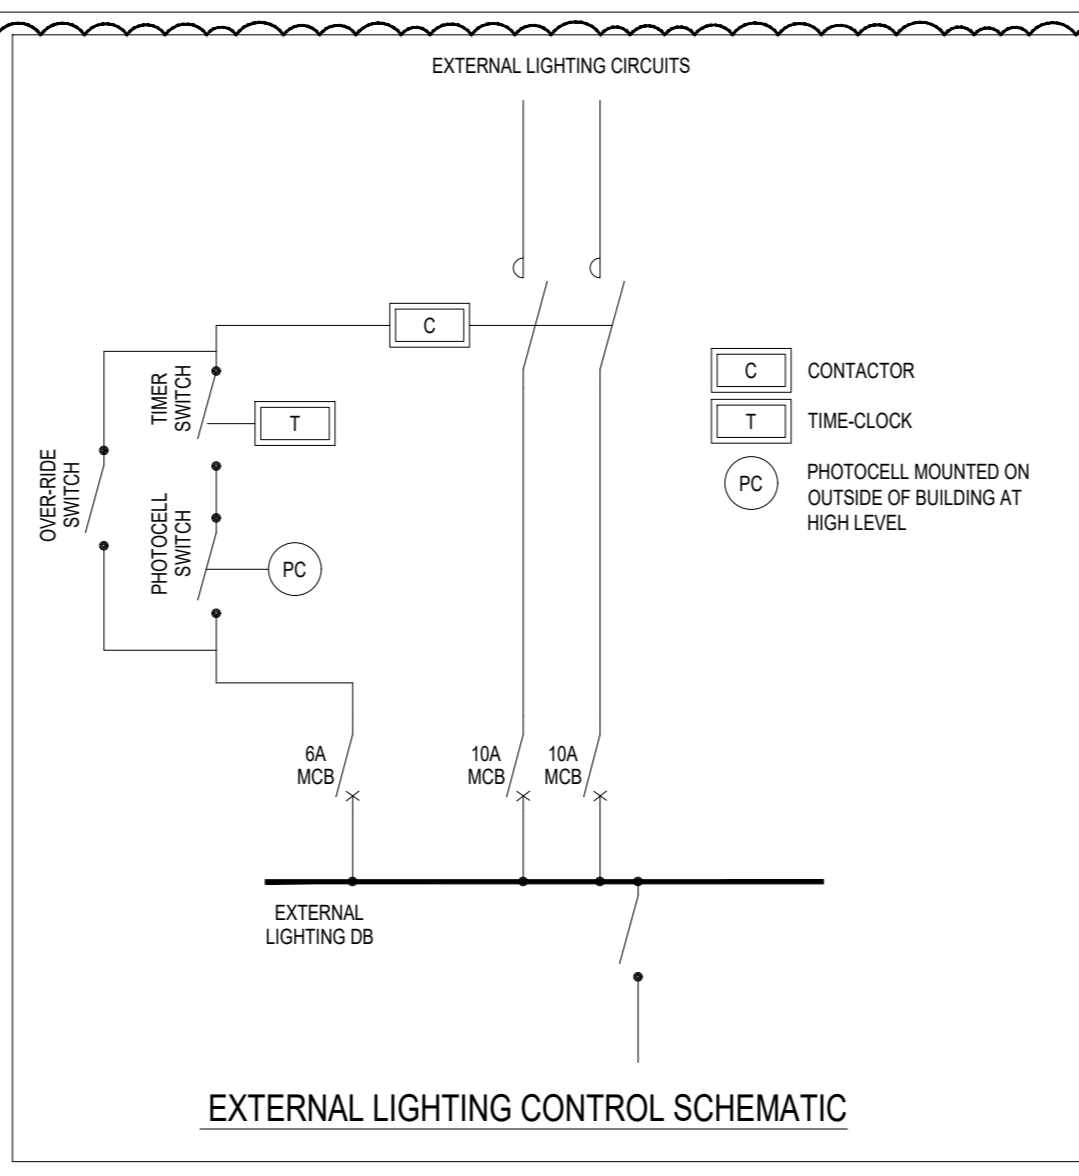 EXTERNAL LIGHTING CIRCUITS
C
TIMER
SWITCH
T
OVER-RIDE
SWITCH
PHOTOCELL
SWITCH
PC
C
CONTACTOR
T
TIME-CLOCK
PC
PHOTOCELL MOUNTED ON
OUTSIDE OF BUILDING AT
HIGH LEVEL
6A
MCB
10A
MCB
10A
MCB
EXTERNAL
LIGHTING DB
EXTERNAL LIGHTING CONTROL SCHEMATIC